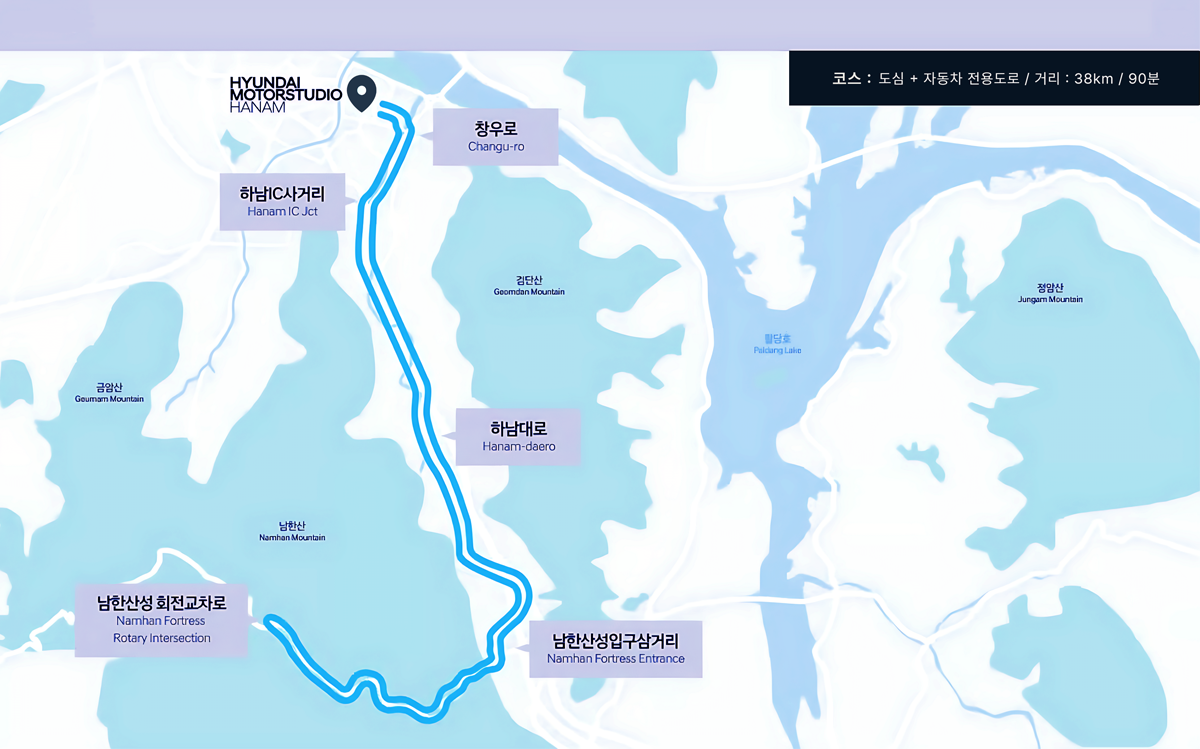 코스 : 도심 + 자동차 전용도로 / 거리 : 38km / 90분
HYUNDAI
MOTORSTUDIO
HANAM
창우로
Changu-ro
하남IC사거리
Hanam IC Jct
검단산
Geomdan Mountain
정암산
Jungam Mountain
팔당호
Paldang Lake
금암산
Geumam Mountain
하남대로
Hanam-daero
남한산
Namhan Mountain
남한산성 회전교차로
Namhan Fortress
Rotary Intersection
남한산성입구삼거리
Namhan Fortress Entrance